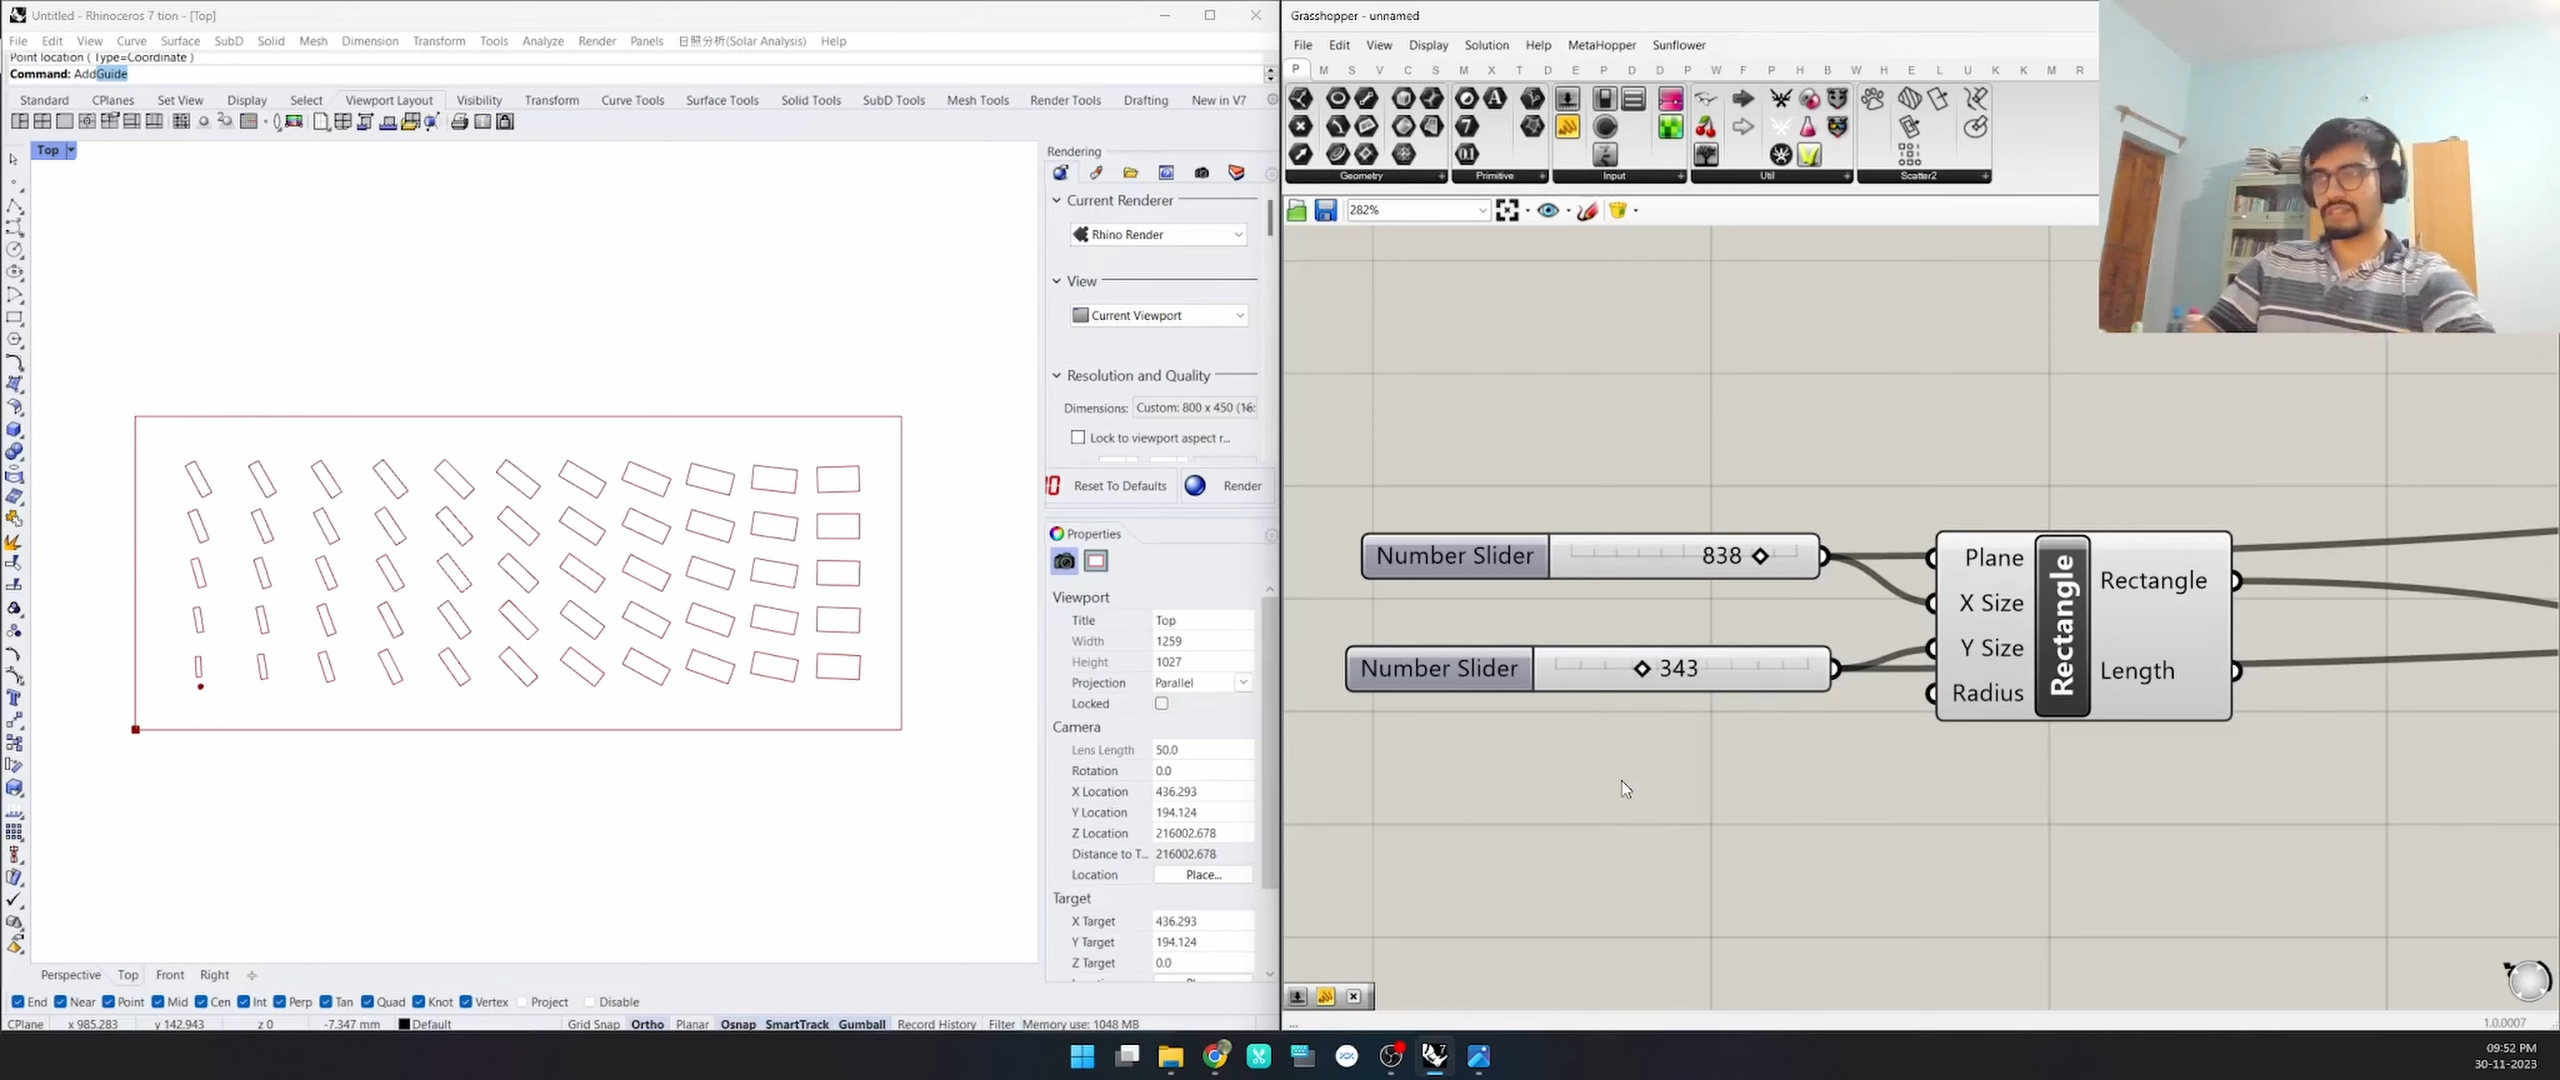 Untitled - Rhinoceros 7 tion - [Top]
File Edit View Curve Surface SubD Solid Mesh Dimension Transform Tools Analyze Render Panels 日照分析(Solar Analysis) Help
Point location ( Type=Coordinate )
Command: AddGuide
Standard CPlanes Set View Display Select Viewport Layout Visibility Transform Curve Tools Surface Tools Solid Tools SubD Tools Mesh Tools Render Tools Drafting New in V7
Top
Rendering
Current Renderer
Rhino Render
View
Current Viewport
Resolution and Quality
Dimensions: Custom: 800 x 450 (16:
Lock to viewport aspect r...
Reset To Defaults Render
Properties
Viewport
Title Top
Width 1259
Height 1027
Projection Parallel
Locked
Camera
Lens Length 50.0
Rotation 0.0
X Location 436.293
Y Location 194.124
Z Location 216002.678
Distance to T... 216002.678
Location Place...
Target
X Target 436.293
Y Target 194.124
Z Target 0.0
Perspective Top Front Right
End Near Point Mid Cen Int Perp Tan Quad Knot Vertex Project Disable
CPlane x 985.283 y 142.943 z 0 -7.347 mm Default Grid Snap Ortho Planar Osnap SmartTrack Gumball Record History Filter Memory use: 1048 MB
Grasshopper - unnamed
File Edit View Display Solution Help MetaHopper Sunflower
P M S V C S M X T D E P D D P W F P H B W H E L U K K M R
Geometry Primitive Input Util Scatter2
282%
Number Slider 838
Number Slider 343
Plane
X Size
Y Size
Radius
Rectangle
Rectangle
Length
1.0.0007
09:52 PM
30-11-2023